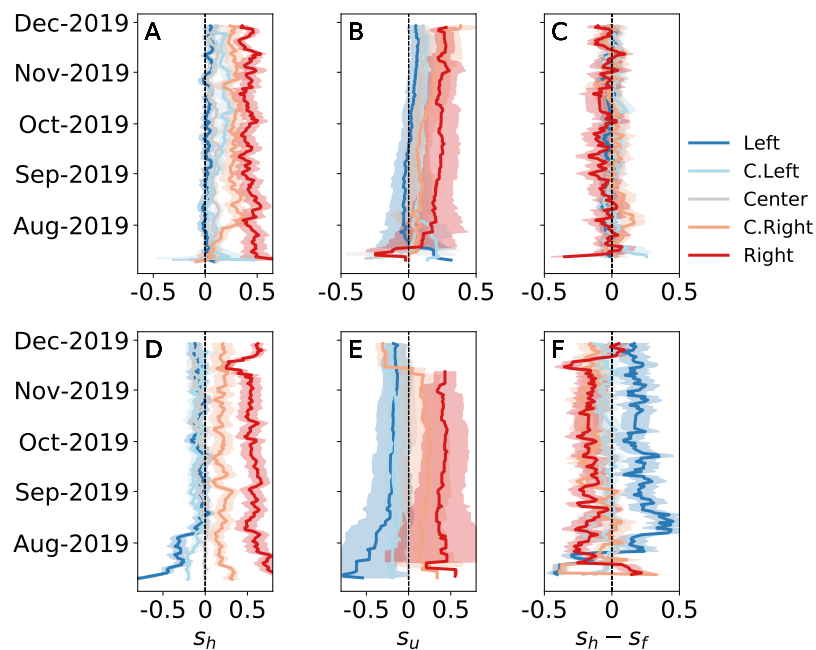 Dec-2019
Nov-2019
Oct-2019
Sep-2019
Aug-2019
A
B
C
-0.5 0 0.5
-0.5 0 0.5
-0.5 0 0.5
Left
C.Left
Center
C.Right
Right
Dec-2019
Nov-2019
Oct-2019
Sep-2019
Aug-2019
D
E
F
-0.5 0 0.5
-0.5 0 0.5
-0.5 0 0.5
s_h
s_u
s_h − s_f